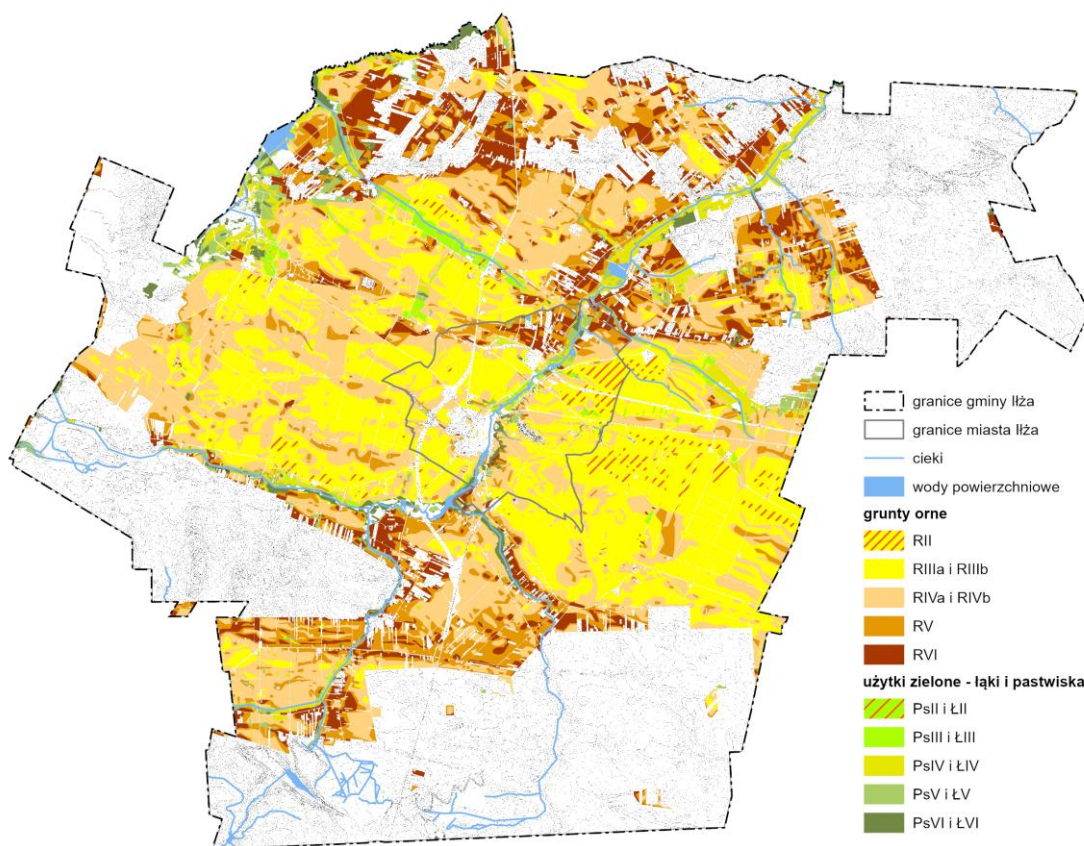 granice gminy Iłża
granice miasta Iłża
cieki
wody powierzchniowe
grunty orne
RII
RIIIa i RIIIb
RIVa i RIVb
RV
RVI
użytki zielone - łąki i pastwiska
PsII i ŁII
PsIII i ŁIII
PsIV i ŁIV
PsV i ŁV
PsVI i ŁVI